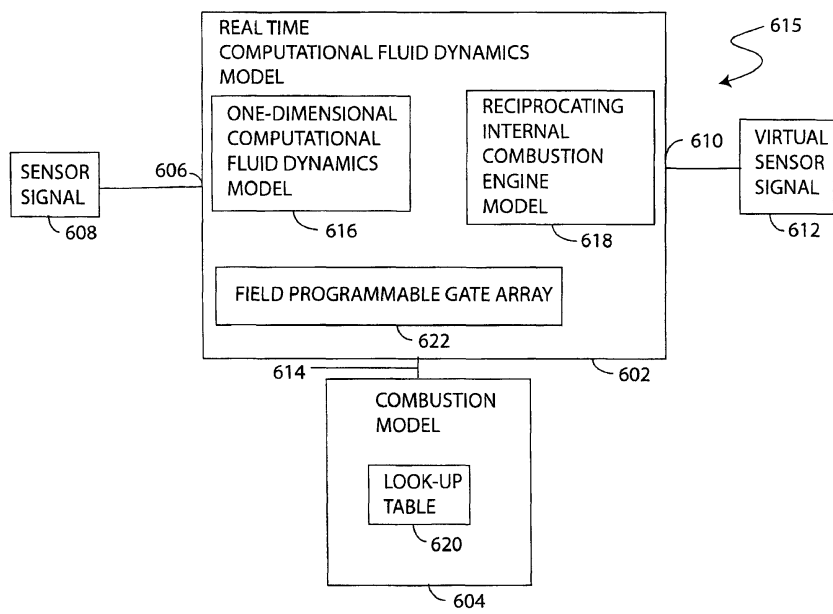 REAL TIME
COMPUTATIONAL FLUID DYNAMICS
MODEL
615
ONE-DIMENSIONAL
COMPUTATIONAL
FLUID DYNAMICS
MODEL
616
RECIPROCATING
INTERNAL
COMBUSTION
ENGINE
MODEL
618
SENSOR
SIGNAL
608
606
610
VIRTUAL
SENSOR
SIGNAL
612
FIELD PROGRAMMABLE GATE ARRAY
622
614
602
COMBUSTION
MODEL
LOOK-UP
TABLE
620
604